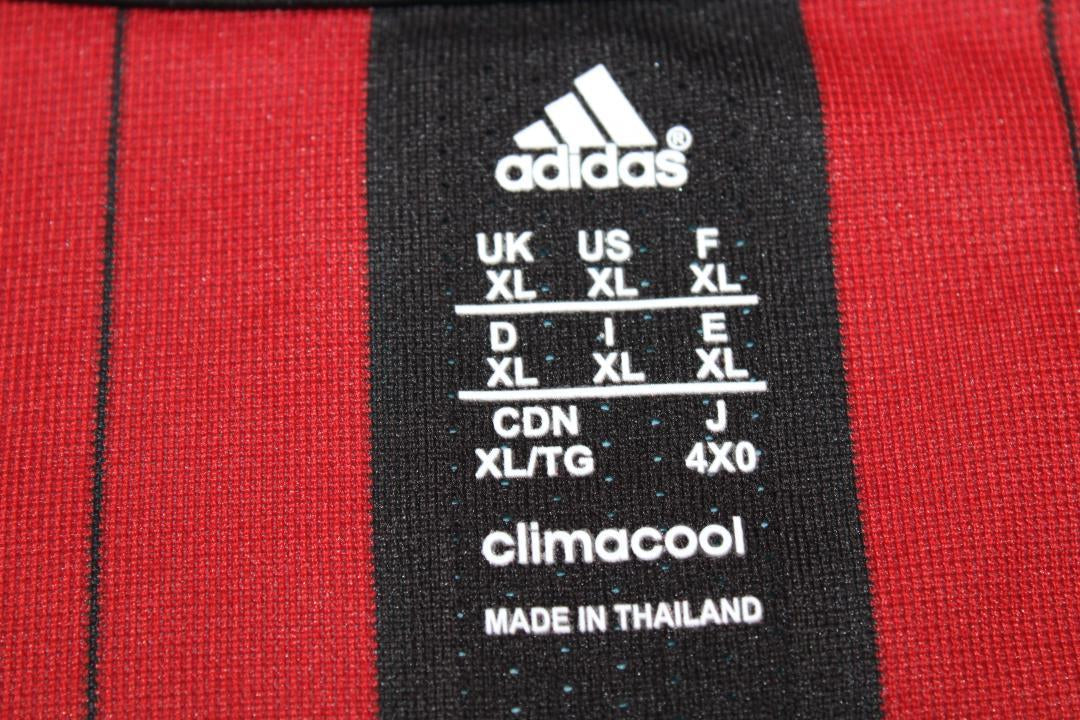 adidas®
UK US F
XL XL XL
D I E
XL XL XL
CDN J
XL/TG 4X0
climacool
MADE IN THAILAND